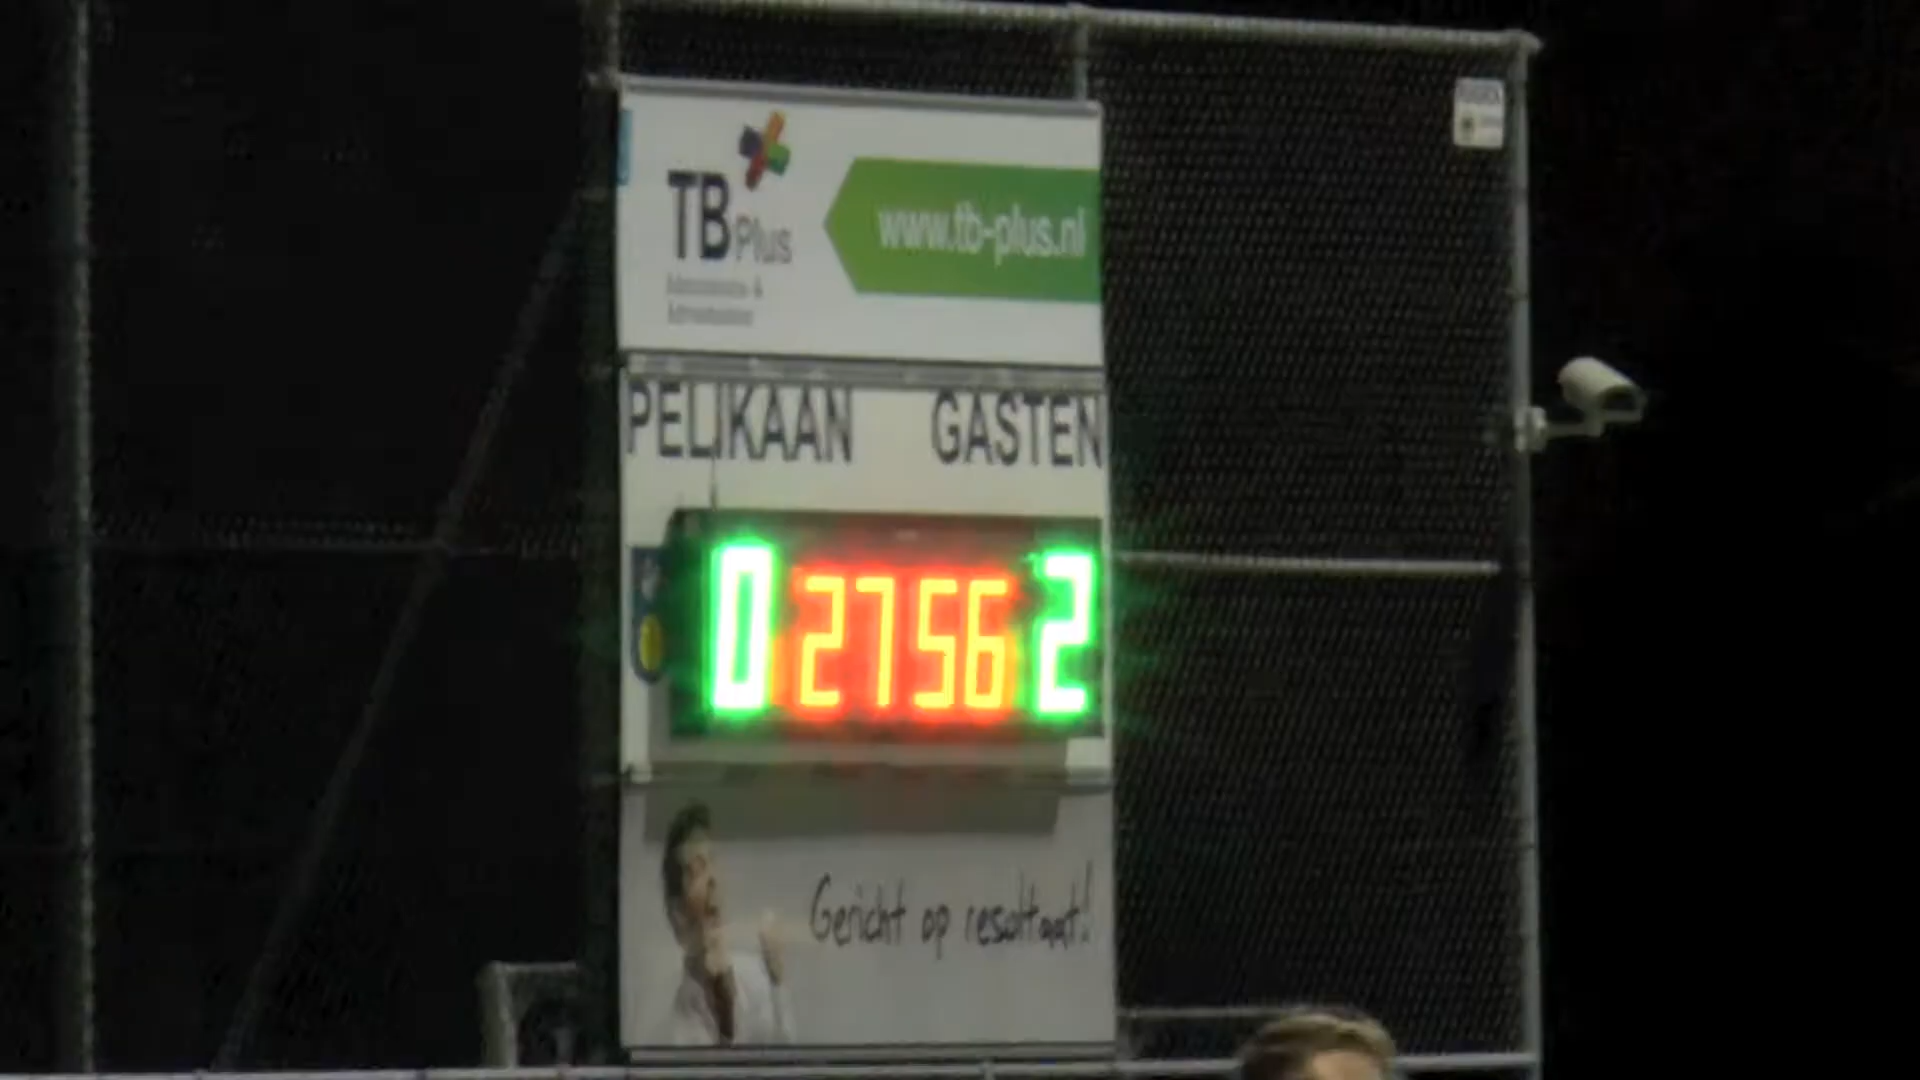 TB Plus
www.tb-plus.nl
PELIKAAN GASTEN
0 2756 2
Gericht op resultaat!